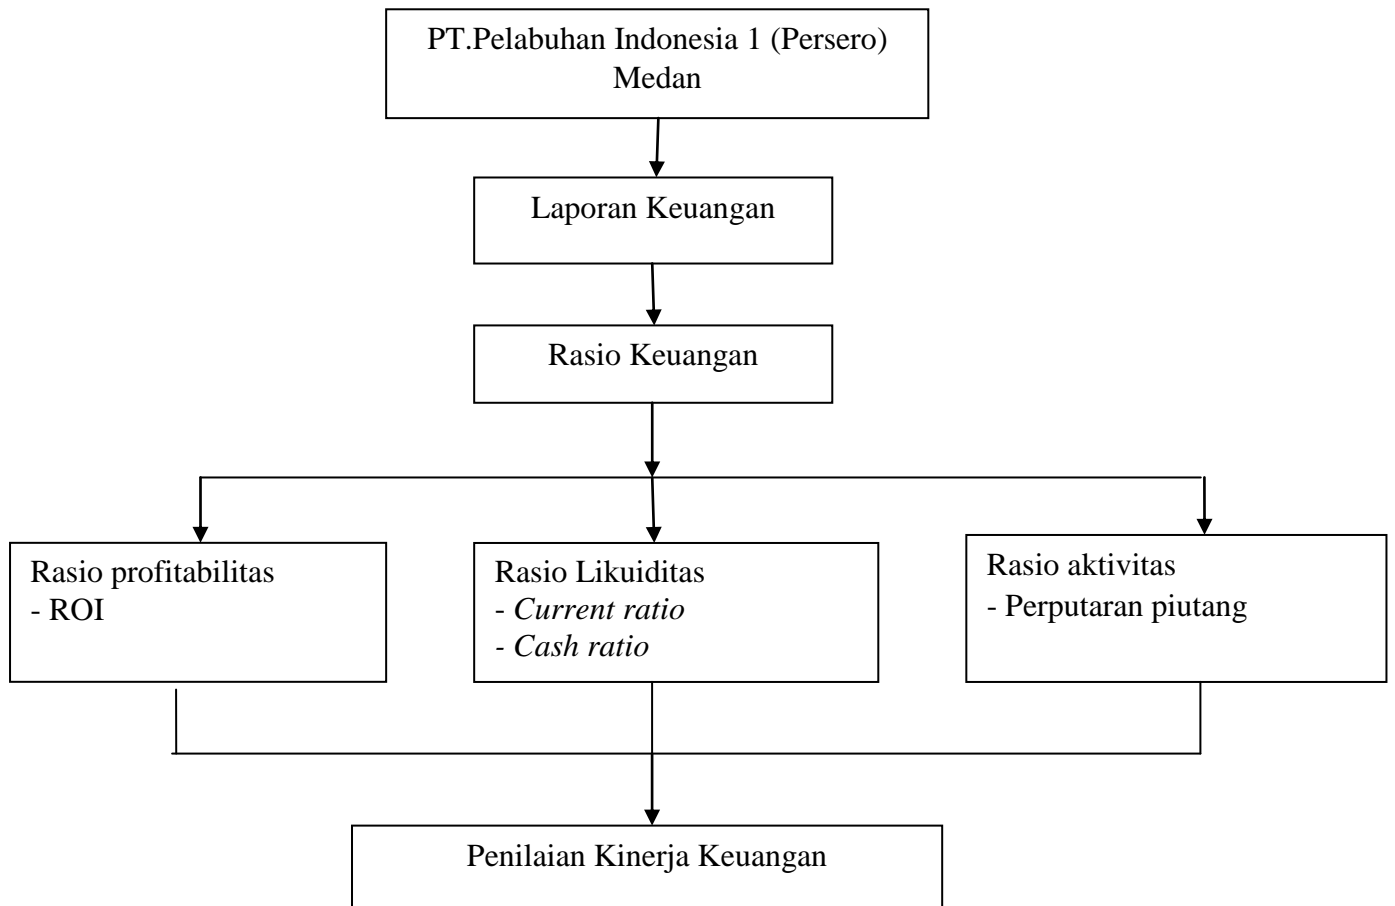 PT.Pelabuhan Indonesia 1 (Persero)
Medan
Laporan Keuangan
Rasio Keuangan
Rasio profitabilitas
- ROI
Rasio Likuiditas
- Current ratio
- Cash ratio
Rasio aktivitas
- Perputaran piutang
Penilaian Kinerja Keuangan